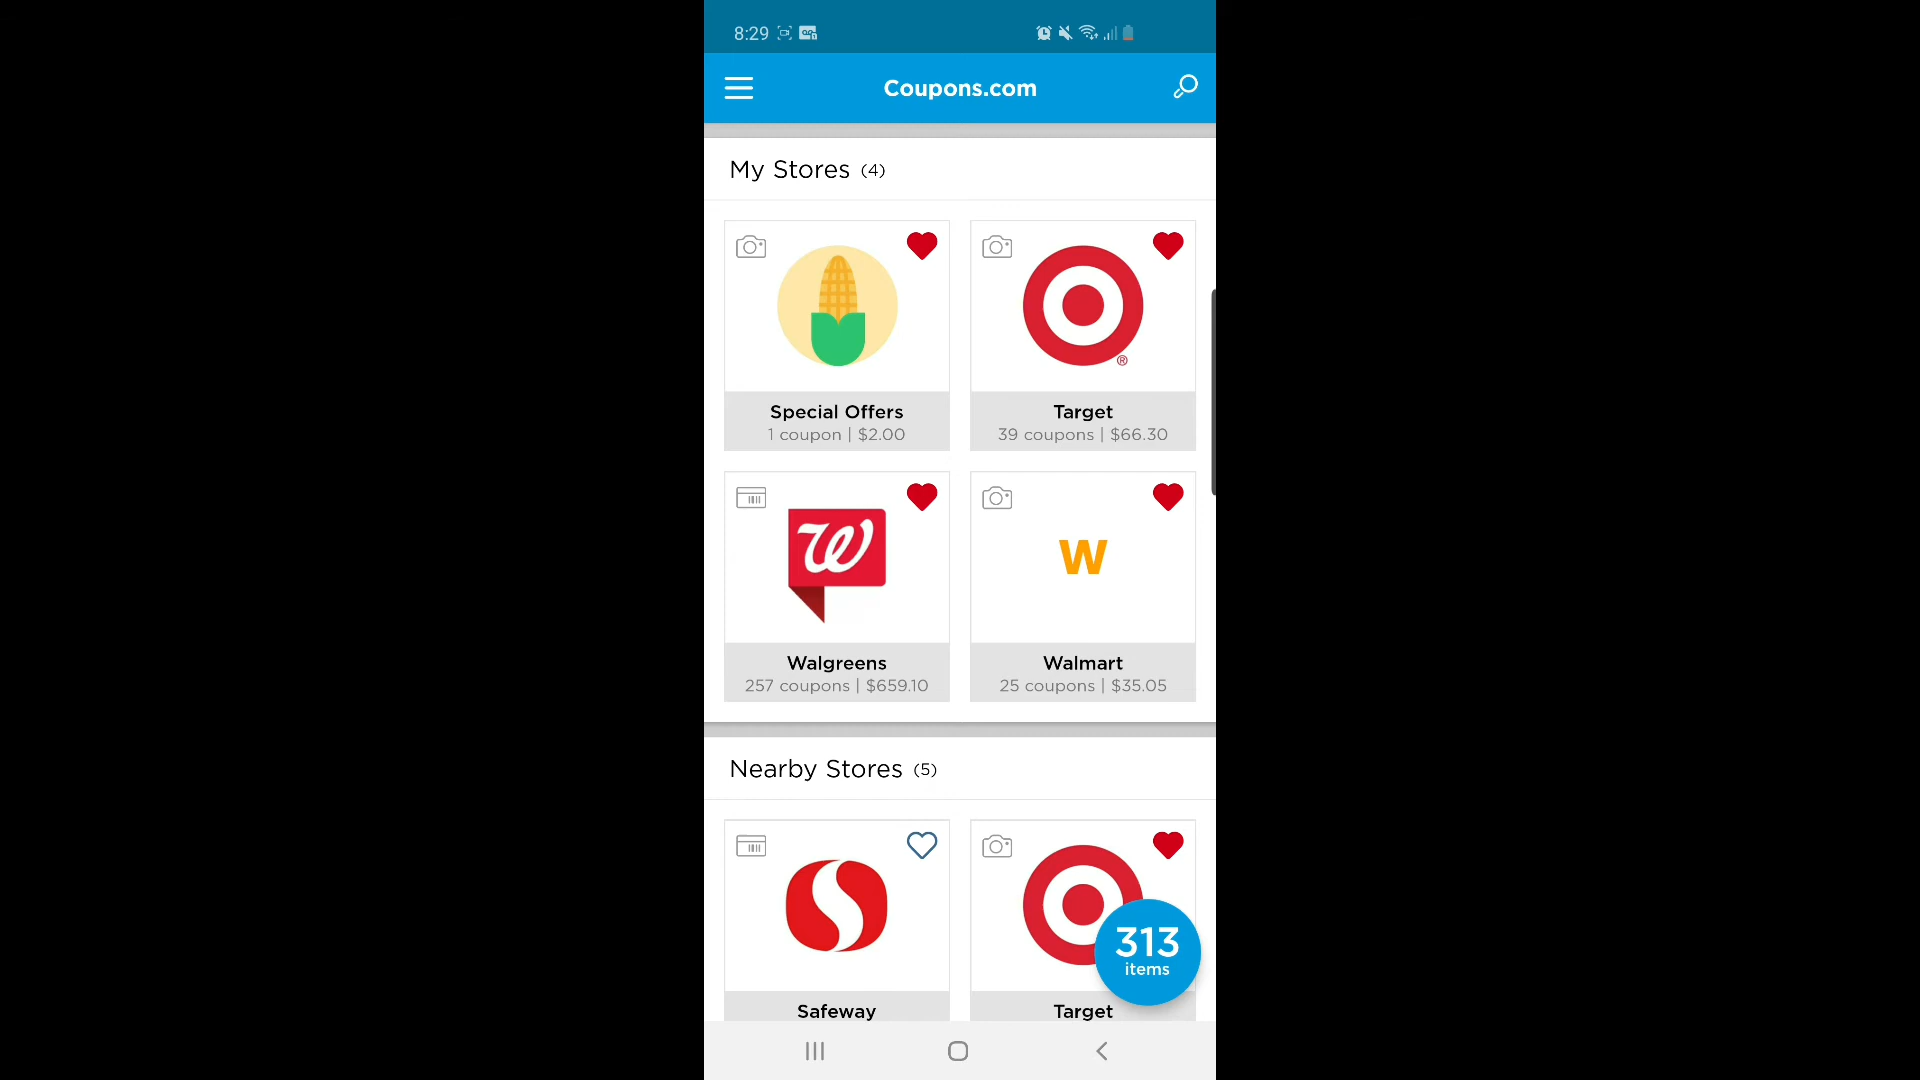 8:29
Coupons.com
My Stores (4)
Special Offers
1 coupon | $2.00
®
Target
39 coupons | $66.30
W
Walgreens
257 coupons | $659.10
W
Walmart
25 coupons | $35.05
Nearby Stores (5)
S
Safeway
Target
313
items